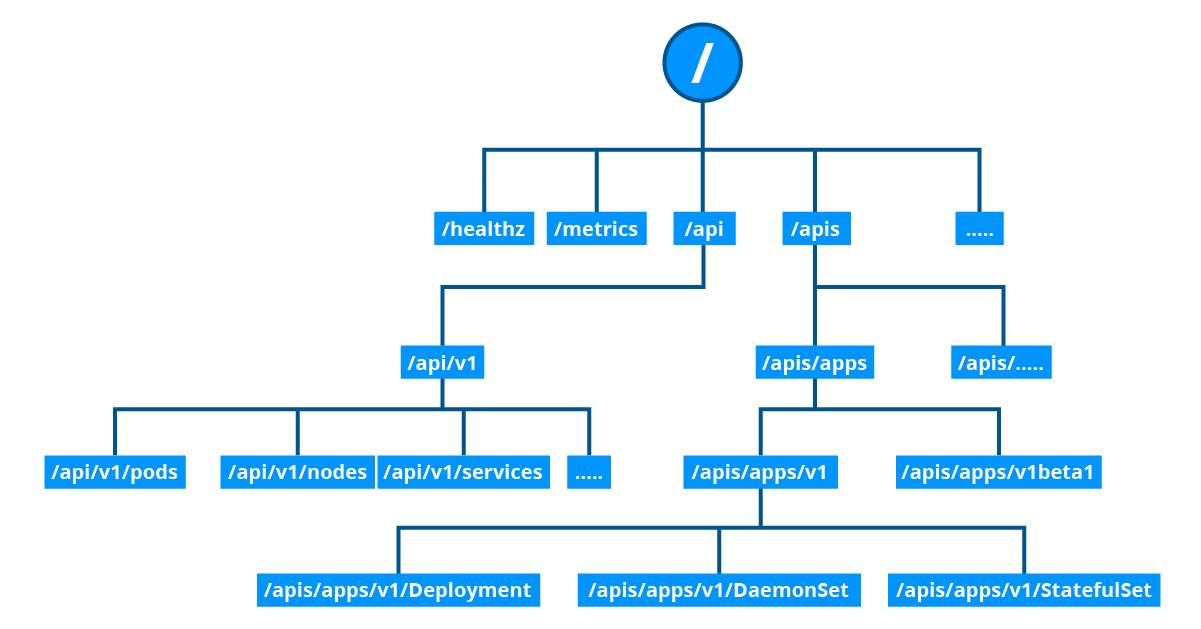 /
/healthz
/metrics
/api
/apis
.....
/api/v1
/apis/apps
/apis/.....
/api/v1/pods
/api/v1/nodes
/api/v1/services
.....
/apis/apps/v1
/apis/apps/v1beta1
/apis/apps/v1/Deployment
/apis/apps/v1/DaemonSet
/apis/apps/v1/StatefulSet